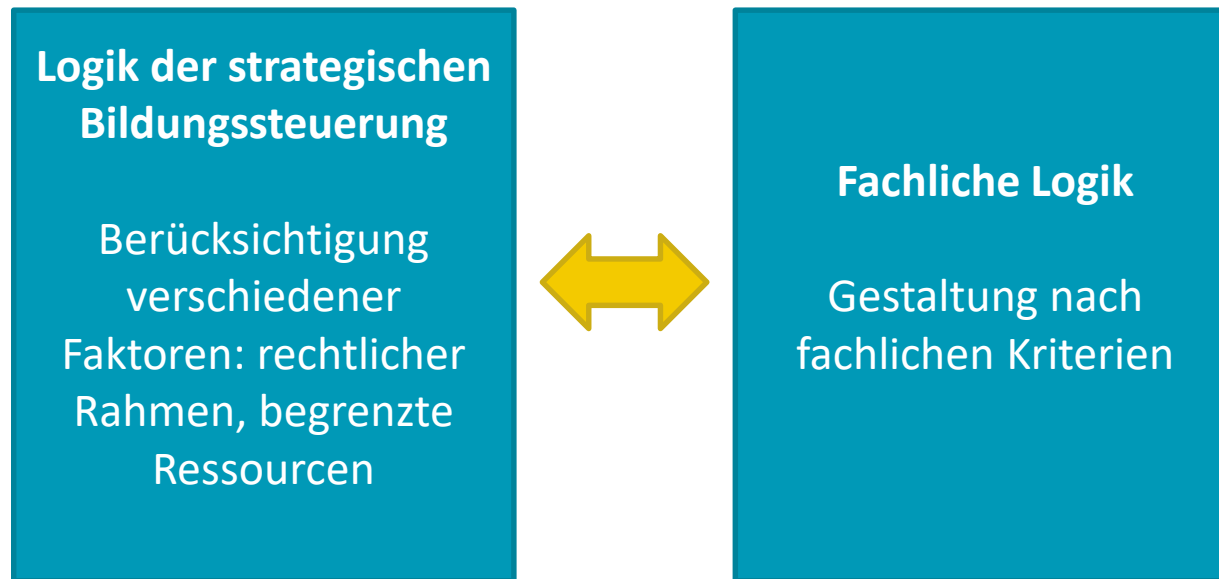 Logik der strategischen
Bildungssteuerung
Berücksichtigung
verschiedener
Faktoren: rechtlicher
Rahmen, begrenzte
Ressourcen
Fachliche Logik
Gestaltung nach
fachlichen Kriterien